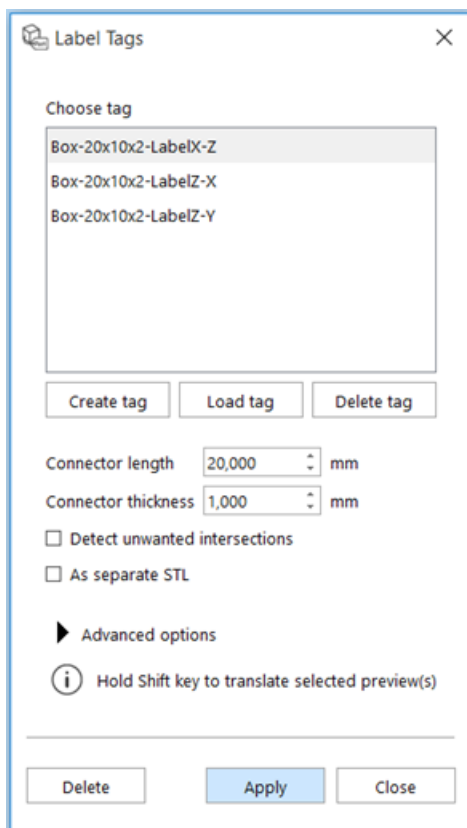 Label Tags
Choose tag
Box-20x10x2-LabelX-Z
Box-20x10x2-LabelZ-X
Box-20x10x2-LabelZ-Y
Create tag Load tag Delete tag
Connector length 20,000 mm
Connector thickness 1,000 mm
Detect unwanted intersections
As separate STL
Advanced options
Hold Shift key to translate selected preview(s)
Delete Apply Close